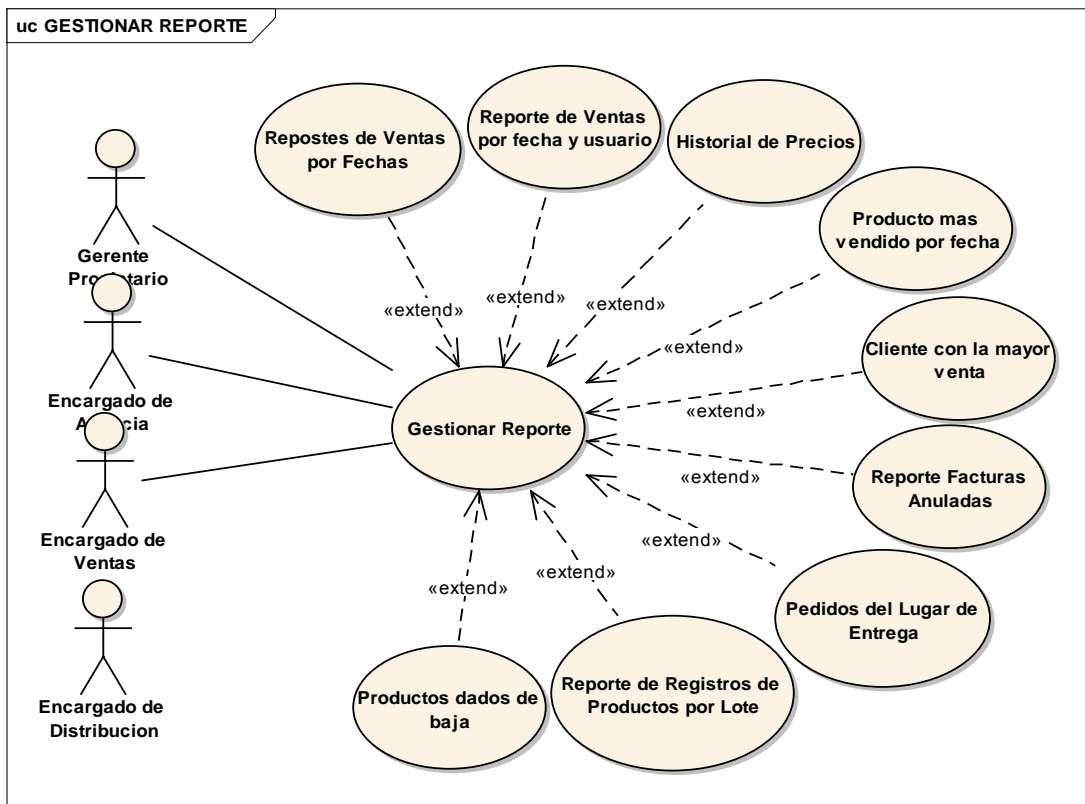 uc GESTIONAR REPORTE
Repostes de Ventas
por Fechas
Reporte de Ventas
por fecha y usuario
Historial de Precios
Producto mas
vendido por fecha
Gerente
«extend»
«extend»
«extend»
«extend»
Cliente con la mayor
venta
Encargado de
«extend»
Gestionar Reporte
«extend»
Reporte Facturas
Anuladas
Encargado de
Ventas
«extend»
«extend»
«extend»
Pedidos del Lugar de
Entrega
Encargado de
Distribucion
Productos dados de
baja
Reporte de Registros de
Productos por Lote